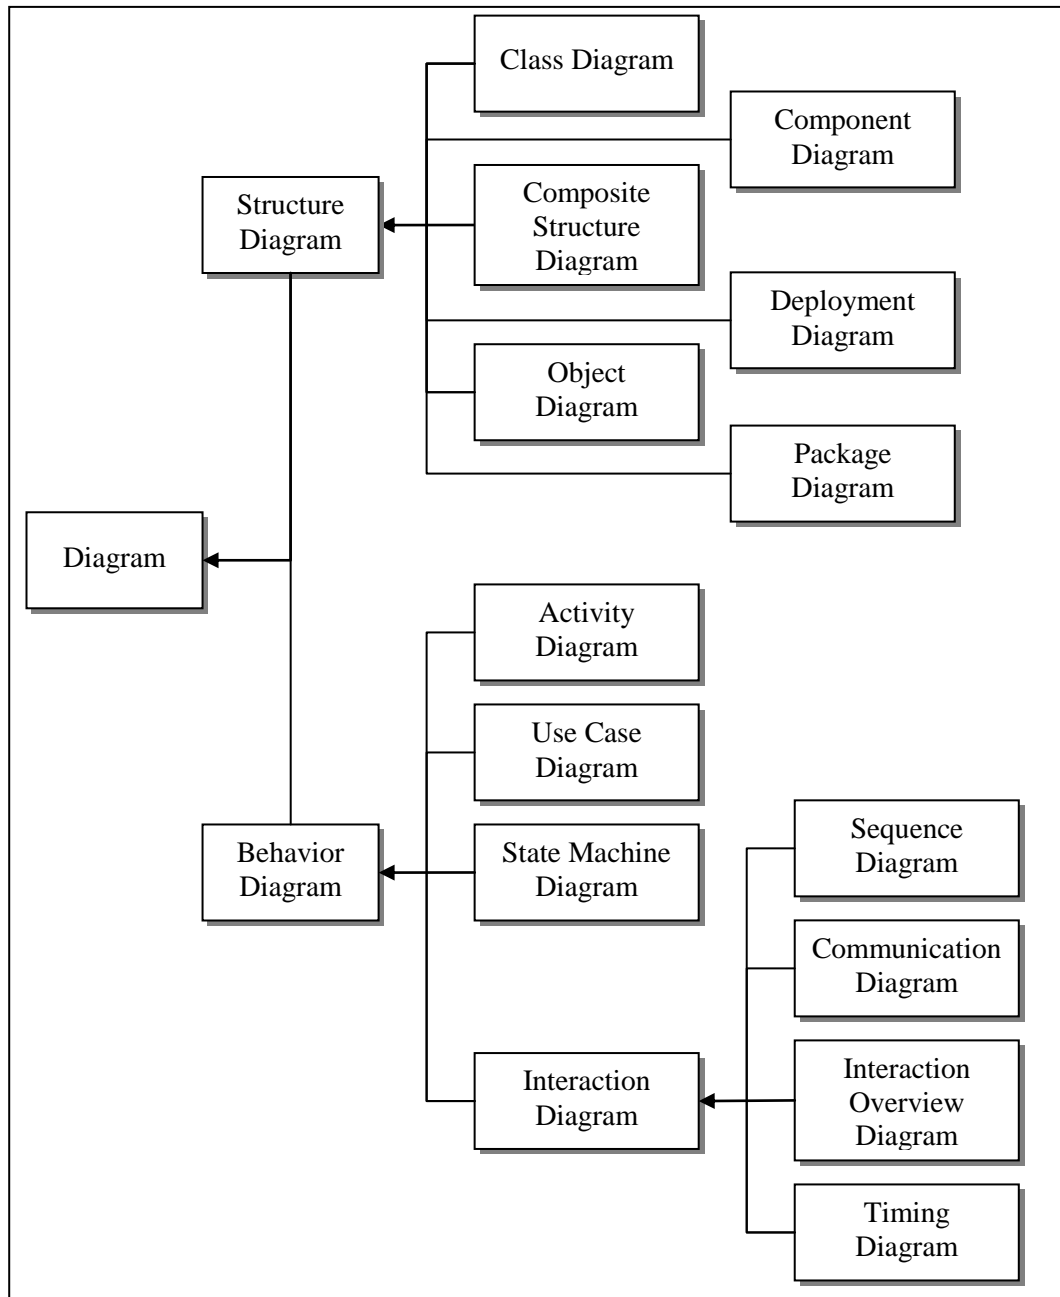 Class Diagram
Component
Diagram
Structure
Diagram
Composite
Structure
Diagram
Deployment
Diagram
Object
Diagram
Package
Diagram
Diagram
Activity
Diagram
Use Case
Diagram
Behavior
Diagram
State Machine
Diagram
Sequence
Diagram
Communication
Diagram
Interaction
Diagram
Interaction
Overview
Diagram
Timing
Diagram